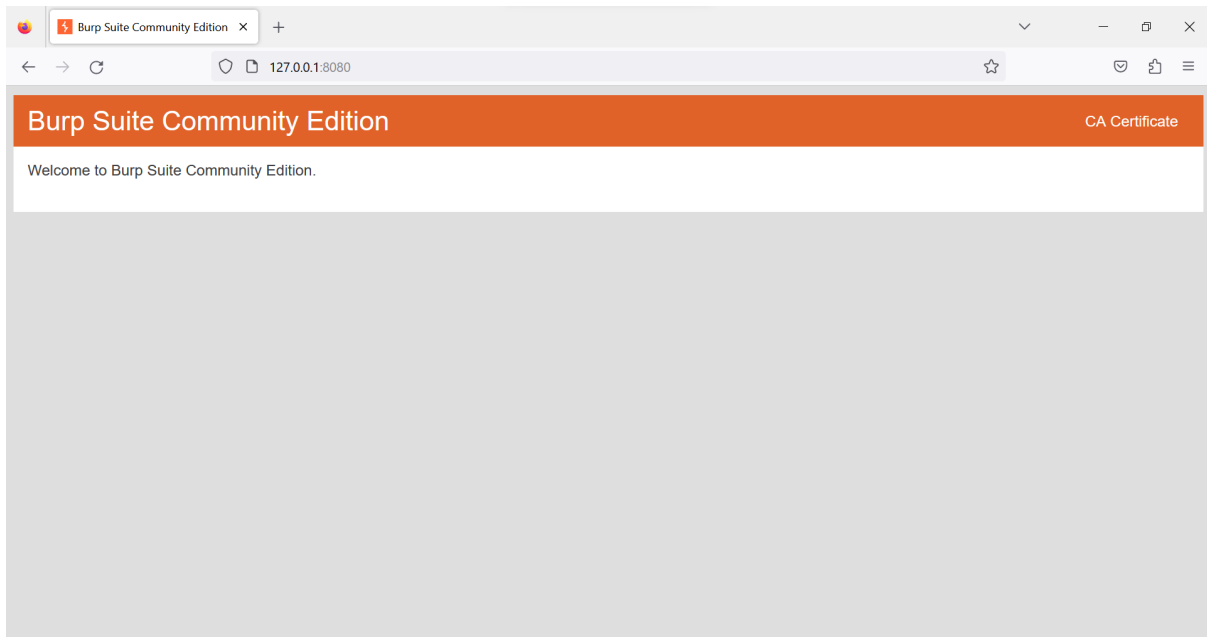 Burp Suite Community Edition
127.0.0.1:8080
Burp Suite Community Edition
CA Certificate
Welcome to Burp Suite Community Edition.